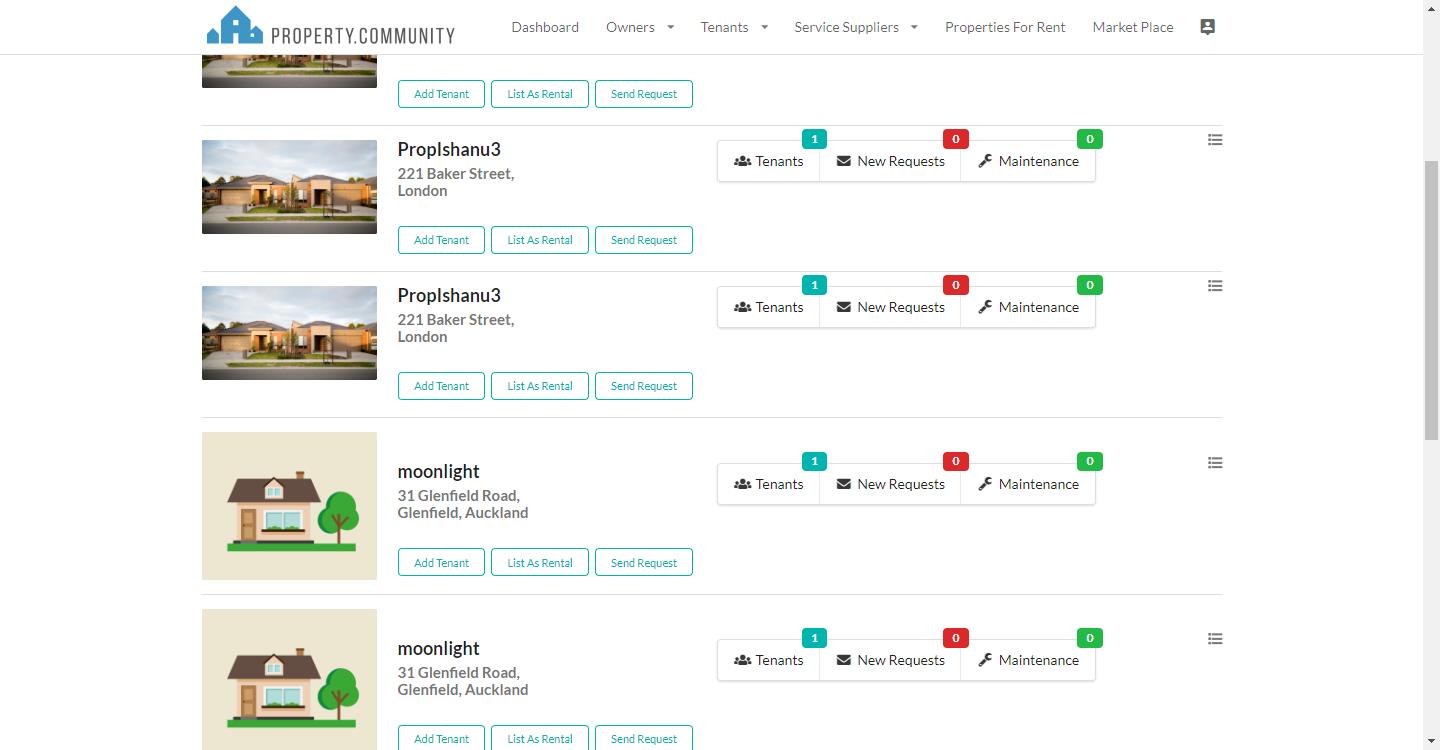 PROPERTY.COMMUNITY
Dashboard Owners Tenants Service Suppliers Properties For Rent Market Place
Add Tenant List As Rental Send Request
PropIshanu3
221 Baker Street,
London
1 0 0
Tenants New Requests Maintenance
Add Tenant List As Rental Send Request
PropIshanu3
221 Baker Street,
London
1 0 0
Tenants New Requests Maintenance
Add Tenant List As Rental Send Request
moonlight
31 Glenfield Road,
Glenfield, Auckland
1 0 0
Tenants New Requests Maintenance
Add Tenant List As Rental Send Request
moonlight
31 Glenfield Road,
Glenfield, Auckland
1 0 0
Tenants New Requests Maintenance
Add Tenant List As Rental Send Request